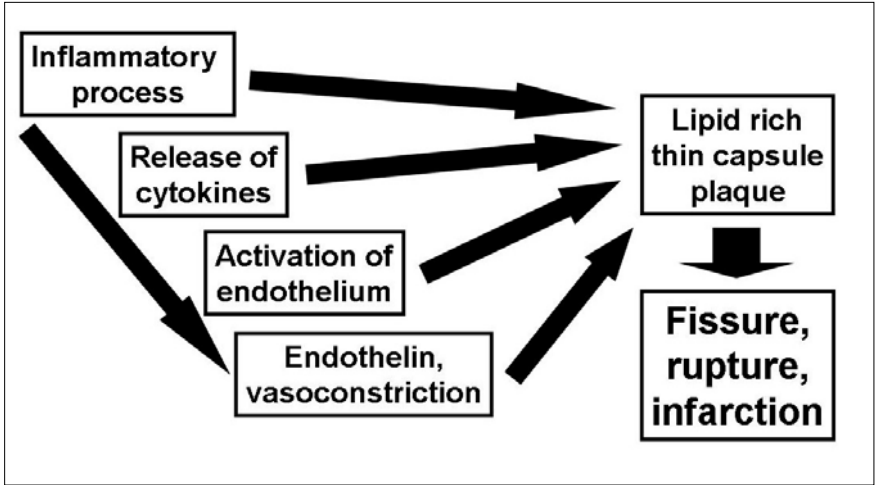 Inflammatory
process
Release of
cytokines
Activation of
endothelium
Endothelin,
vasoconstriction
Lipid rich
thin capsule
plaque
Fissure,
rupture,
infarction